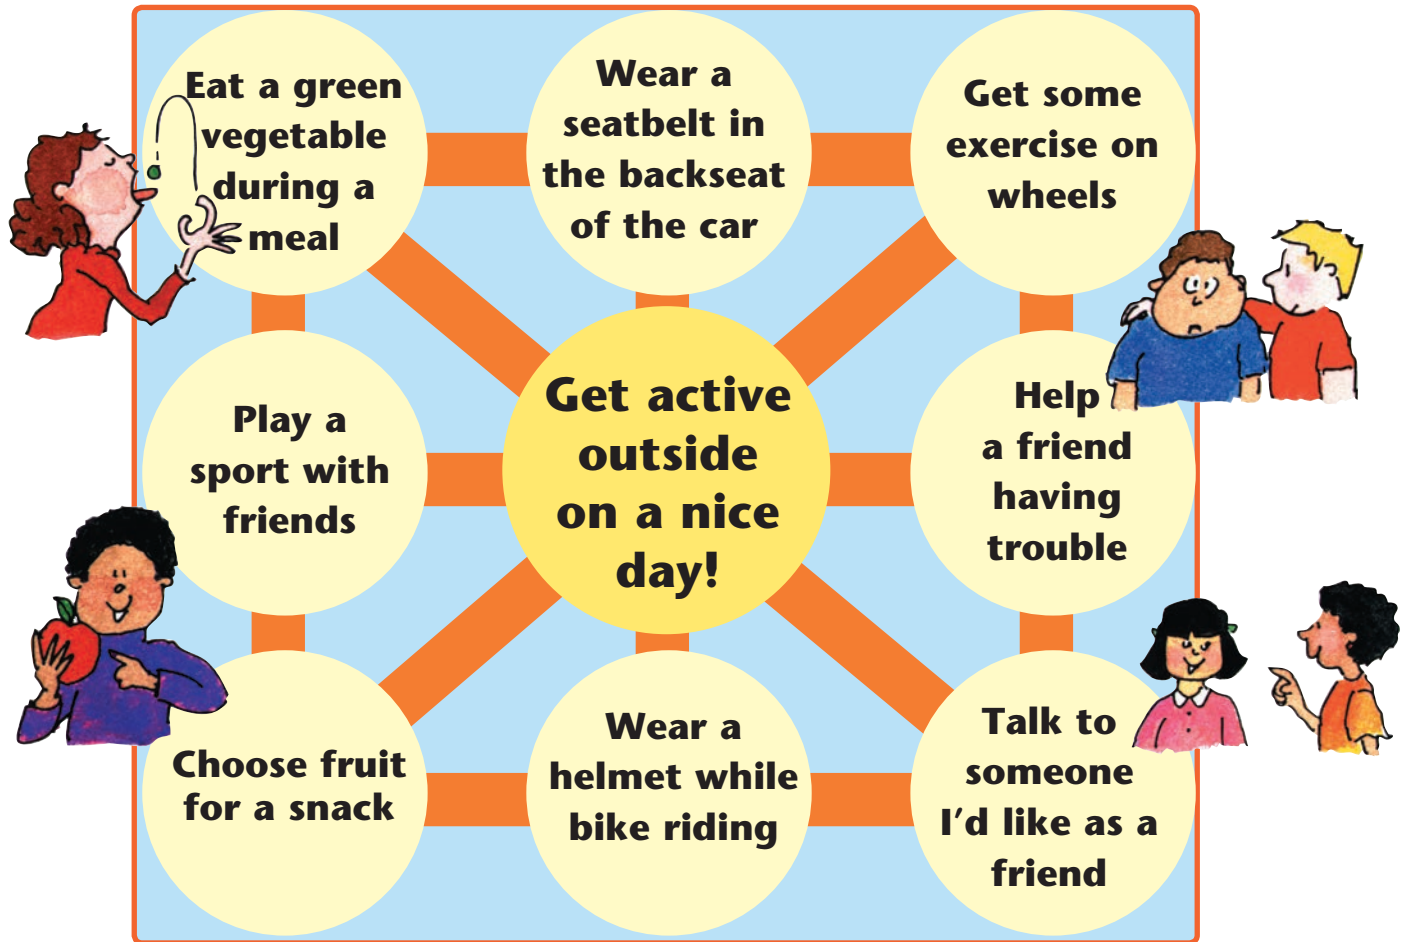 Eat a green
vegetable
during a
meal
Wear a
seatbelt in
the backseat
of the car
Get some
exercise on
wheels
Play a
sport with
friends
Get active
outside
on a nice
day!
Help
a friend
having
trouble
Choose fruit
for a snack
Wear a
helmet while
bike riding
Talk to
someone
I'd like as a
friend